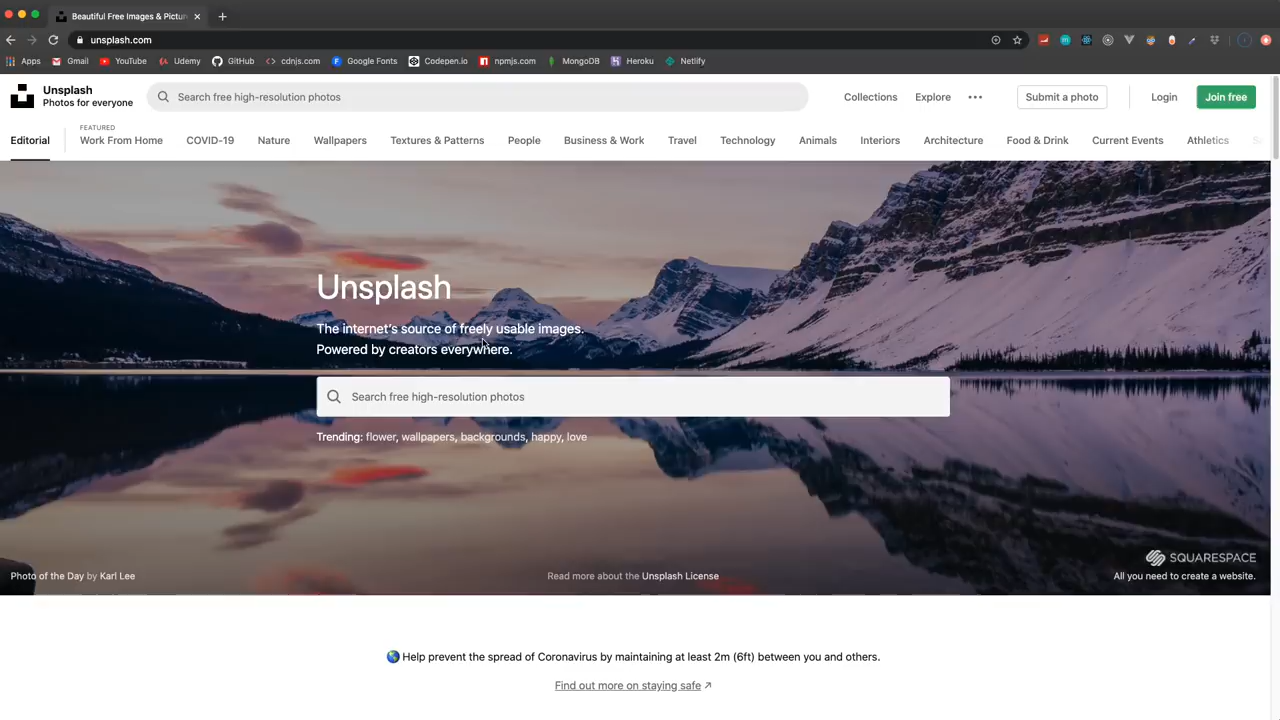 Beautiful Free Images & Pictur
unsplash.com
Apps Gmail YouTube Udemy GitHub cdnjs.com Google Fonts Codepen.io npmjs.com MongoDB Heroku Netlify
Unsplash
Photos for everyone
Search free high-resolution photos
Collections Explore Submit a photo Login Join free
Editorial
FEATURED
Work From Home COVID-19 Nature Wallpapers Textures & Patterns People Business & Work Travel Technology Animals Interiors Architecture Food & Drink Current Events Athletics
Unsplash
The internet's source of freely usable images.
Powered by creators everywhere.
Search free high-resolution photos
Trending: flower, wallpapers, backgrounds, happy, love
SQUARESPACE
Photo of the Day by Karl Lee
Read more about the Unsplash License
All you need to create a website.
Help prevent the spread of Coronavirus by maintaining at least 2m (6ft) between you and others.
Find out more on staying safe ↗